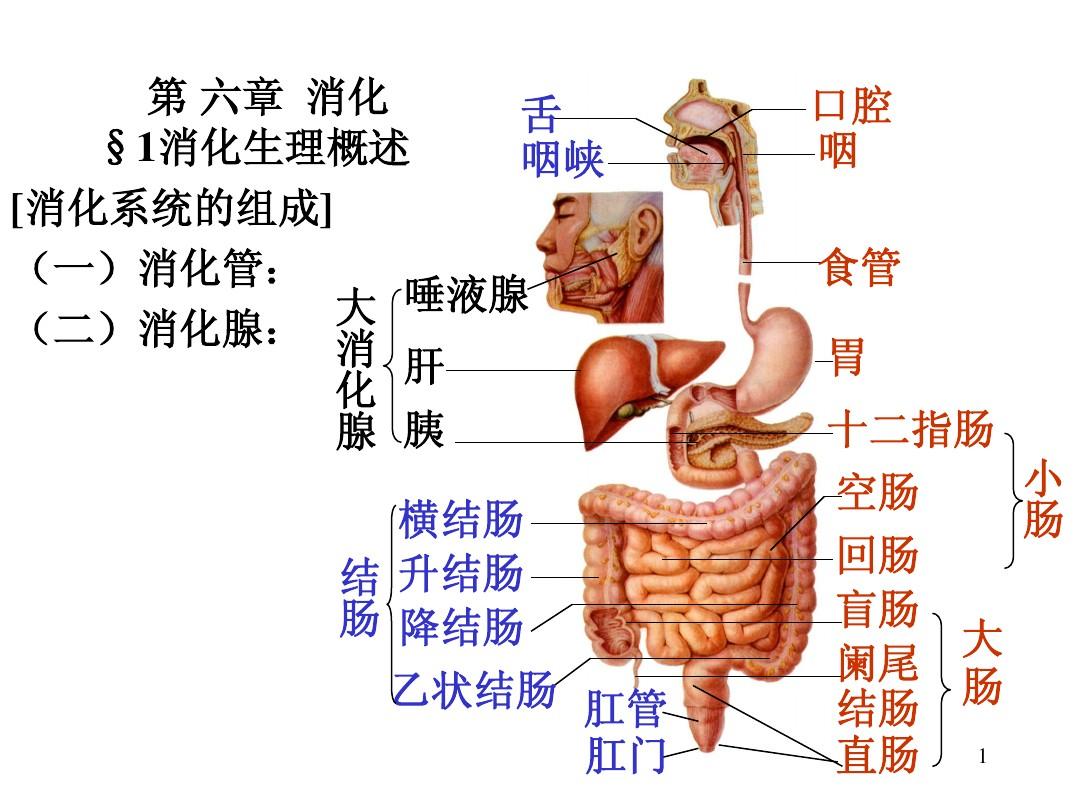 第 六章 消化
§1消化生理概述
[消化系统的组成]
（一）消化管：
（二）消化腺：
大消化腺
唾液腺
肝
胰
舌
咽峡
口腔
咽
食管
胃
十二指肠
空肠
回肠
小肠
盲肠
阑尾
结肠
直肠
大肠
结肠
横结肠
升结肠
降结肠
乙状结肠
肛管
肛门
1